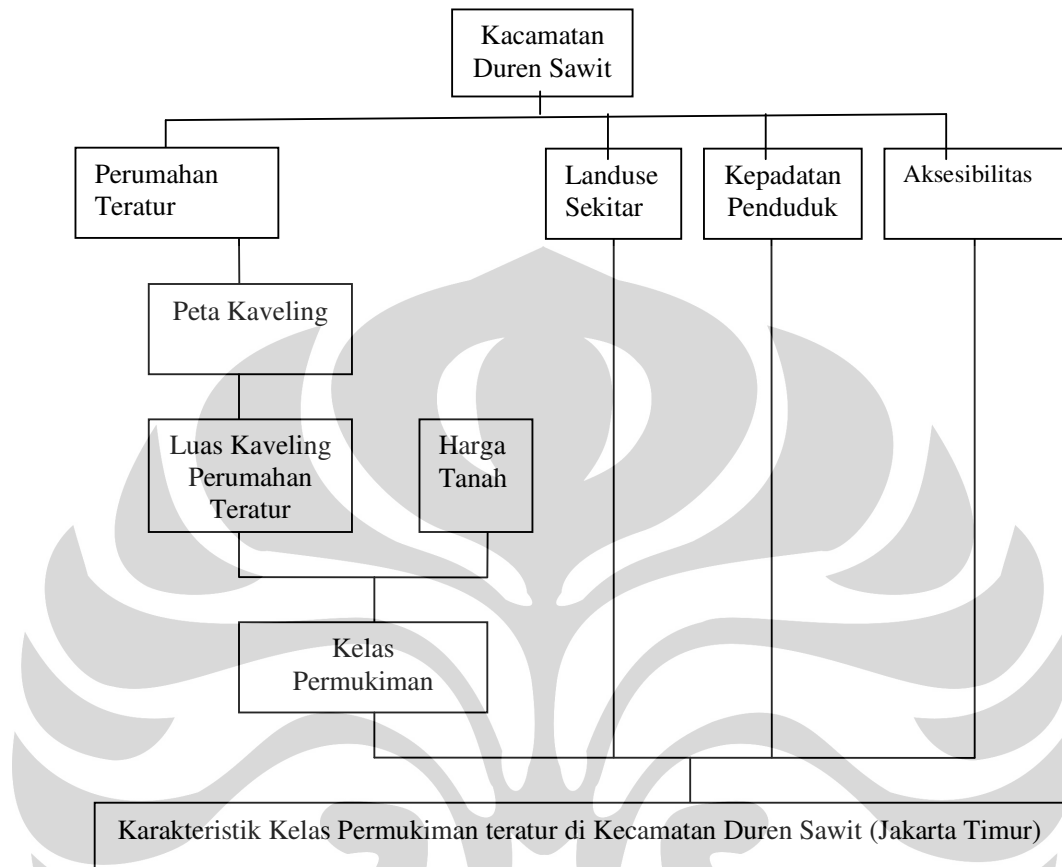 Kacamatan
Duren Sawit
Perumahan
Teratur
Landuse
Sekitar
Kepadatan
Penduduk
Aksesibilitas
Peta Kaveling
Luas Kaveling
Perumahan
Teratur
Harga
Tanah
Kelas
Permukiman
Karakteristik Kelas Permukiman teratur di Kecamatan Duren Sawit (Jakarta Timur)